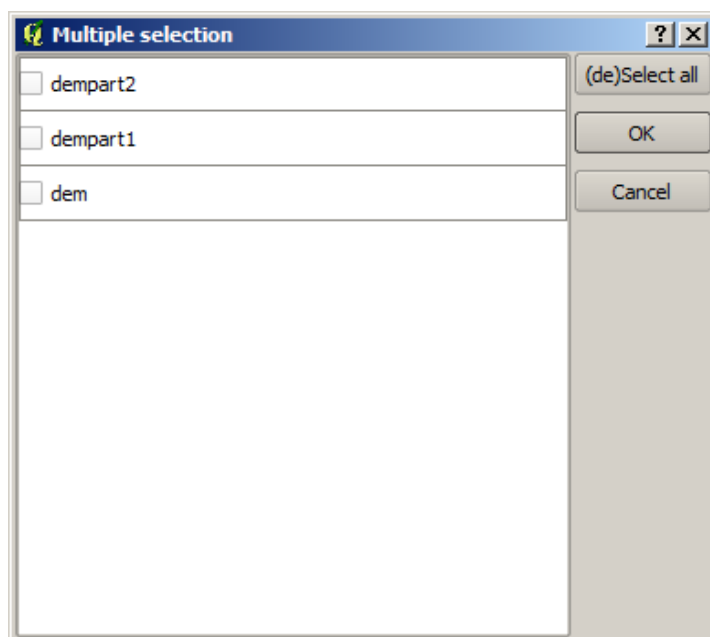 Multiple selection
? X
dempart2
(de)Select all
dempart1
OK
dem
Cancel